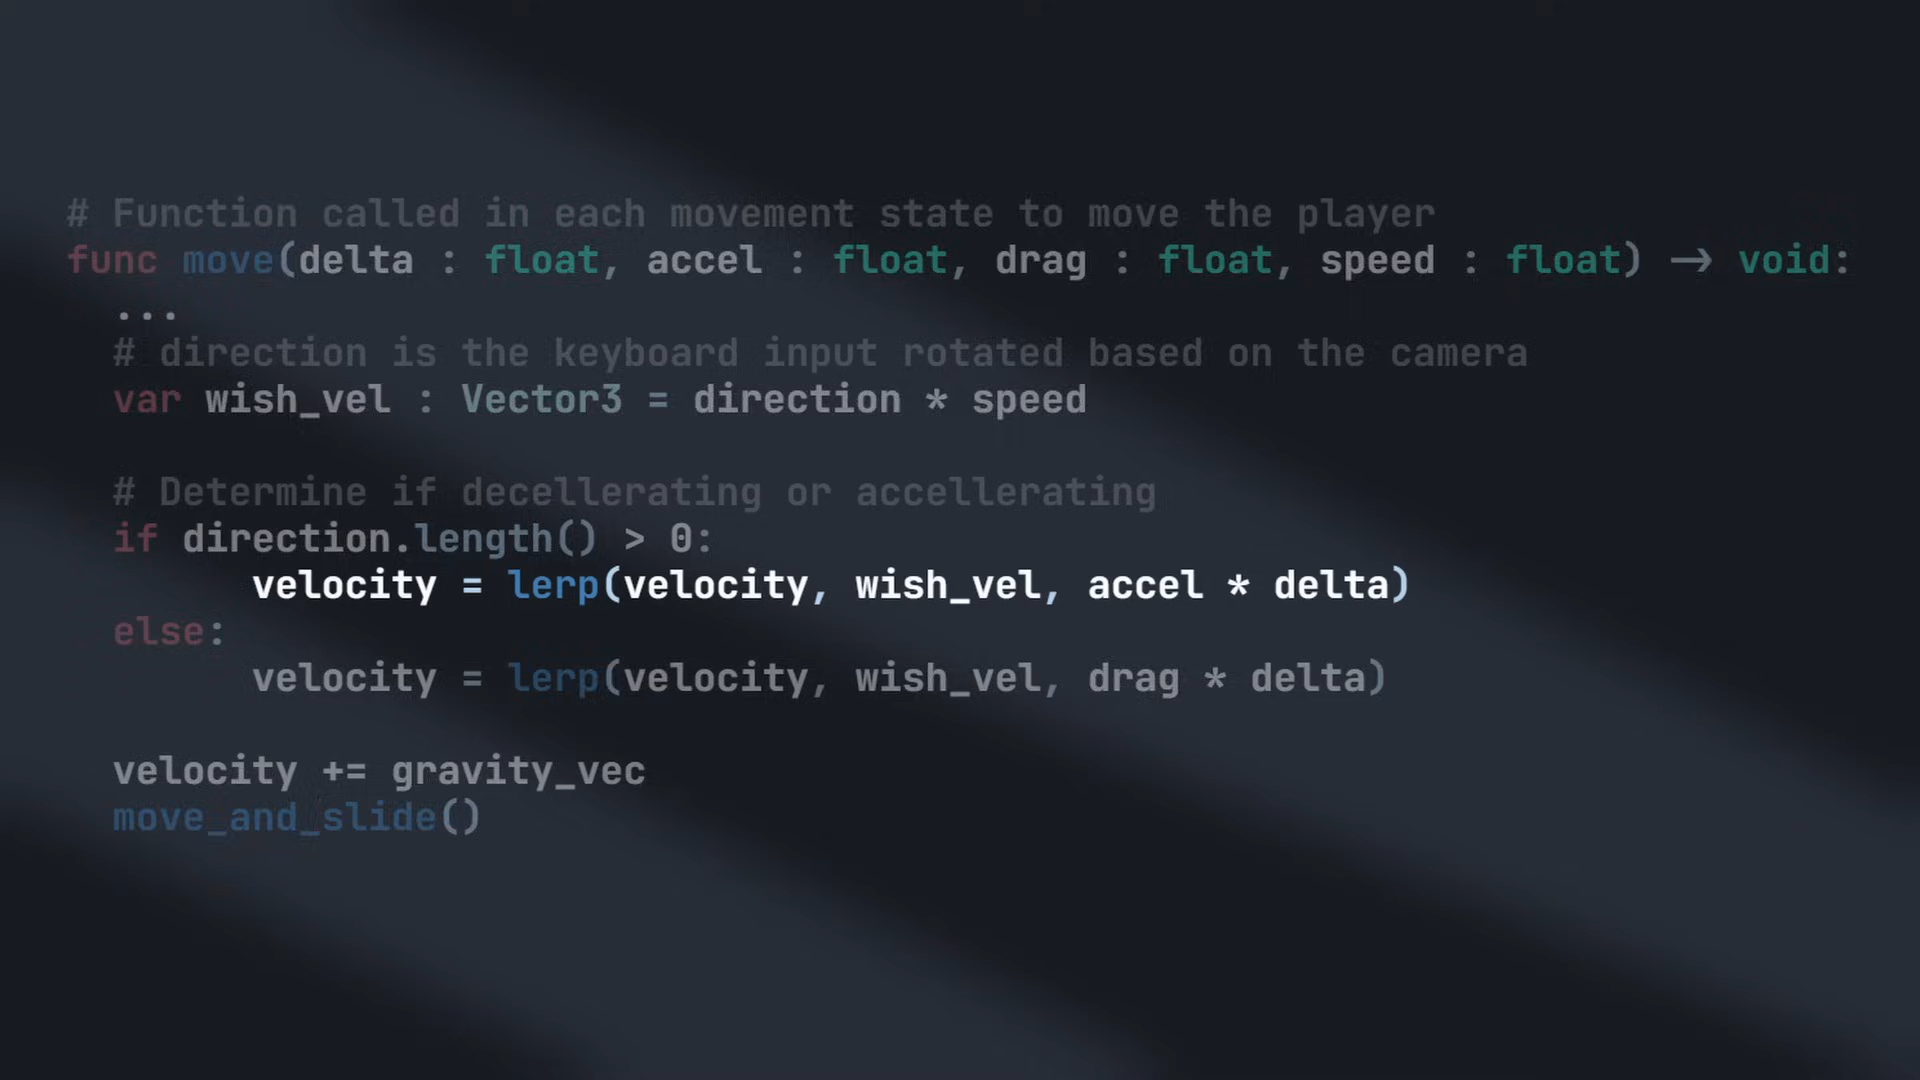 # Function called in each movement state to move the player
func move(delta : float, accel : float, drag : float, speed : float) -> void:
...
# direction is the keyboard input rotated based on the camera
var wish_vel : Vector3 = direction * speed
# Determine if decellerating or accellerating
if direction.length() > 0:
velocity = lerp(velocity, wish_vel, accel * delta)
else:
velocity = lerp(velocity, wish_vel, drag * delta)
velocity += gravity_vec
move_and_slide()